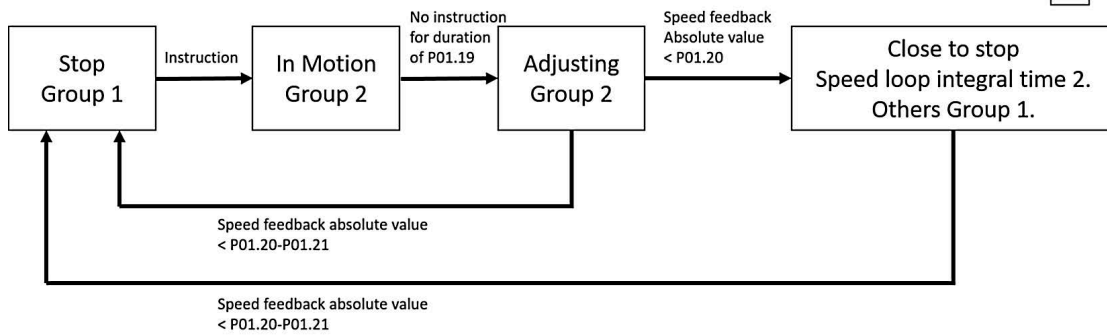 Stop
Group 1
Instruction
In Motion
Group 2
No instruction
for duration
of P01.19
Adjusting
Group 2
Speed feedback
Absolute value
< P01.20
Close to stop
Speed loop integral time 2.
Others Group 1.
Speed feedback absolute value
< P01.20-P01.21
Speed feedback absolute value
< P01.20-P01.21